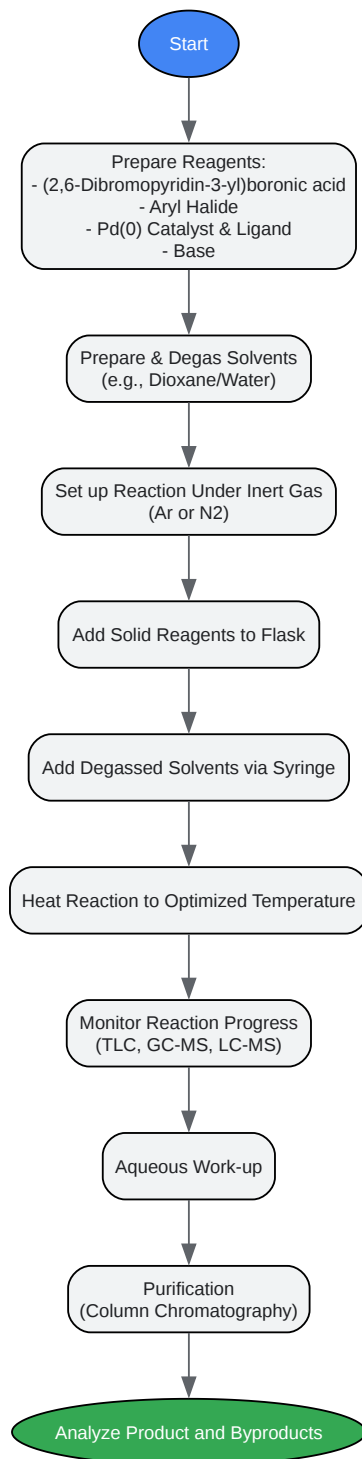 Start
Prepare Reagents:
- (2,6-Dibromopyridin-3-yl)boronic acid
- Aryl Halide
- Pd(0) Catalyst & Ligand
- Base
Prepare & Degas Solvents
(e.g., Dioxane/Water)
Set up Reaction Under Inert Gas
(Ar or N2)
Add Solid Reagents to Flask
Add Degassed Solvents via Syringe
Heat Reaction to Optimized Temperature
Monitor Reaction Progress
(TLC, GC-MS, LC-MS)
Aqueous Work-up
Purification
(Column Chromatography)
Analyze Product and Byproducts